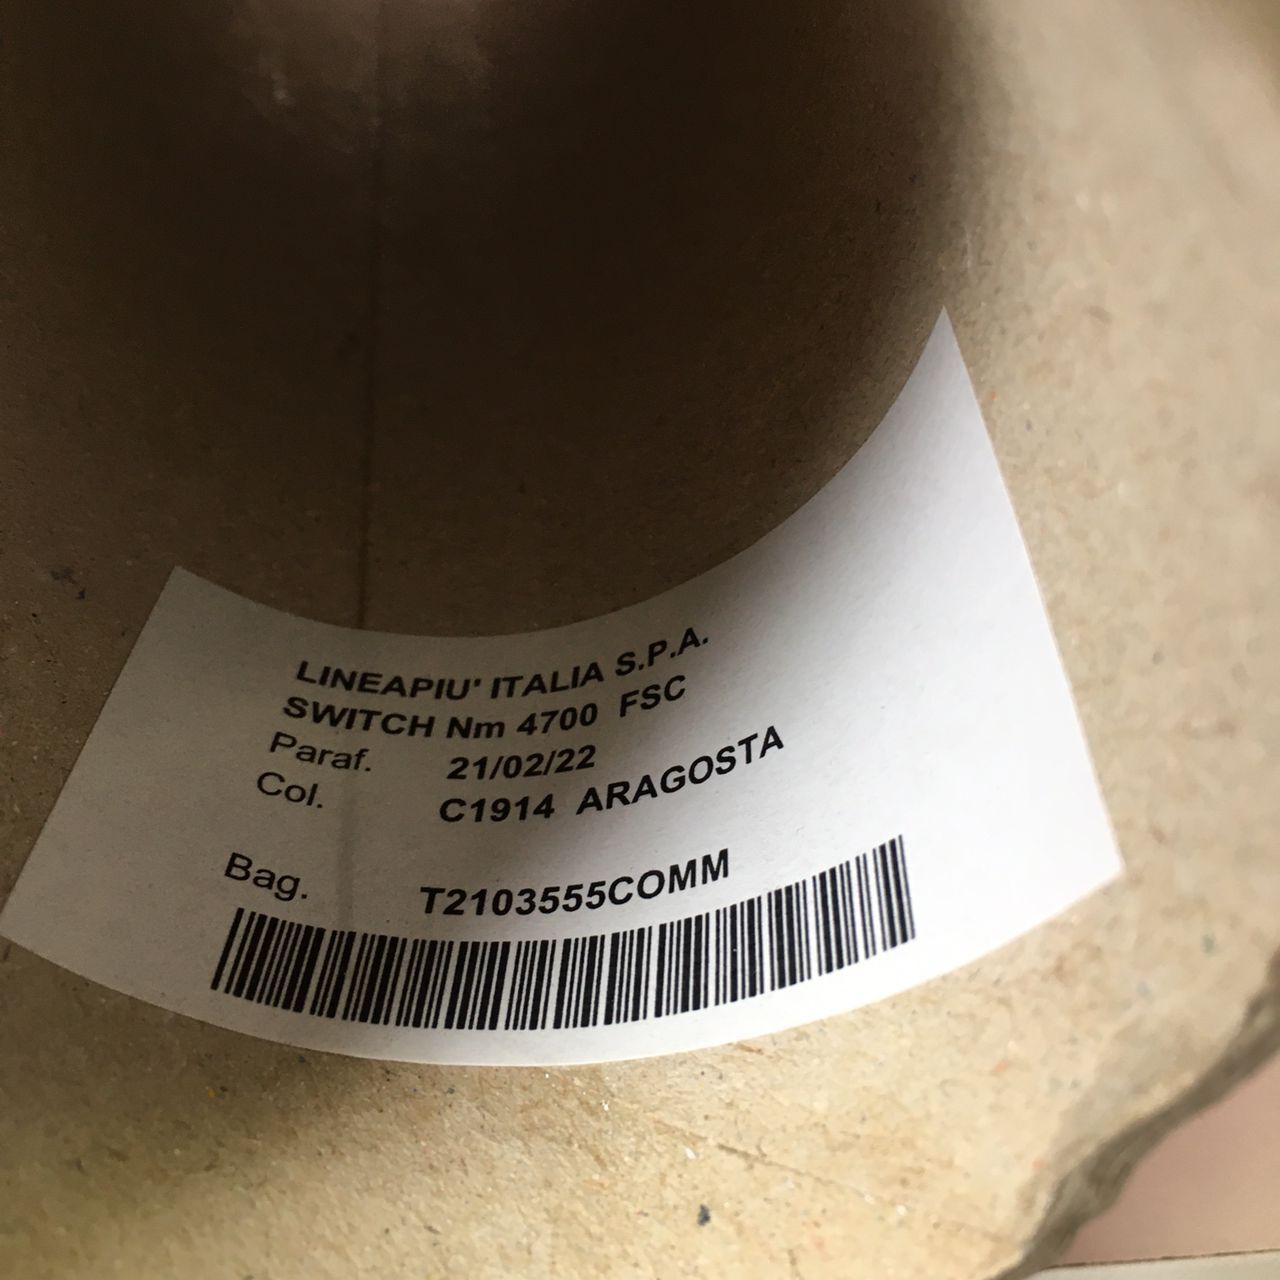 LINEAPIU' ITALIA S.P.A.
SWITCH Nm 4700 FSC
Paraf. 21/02/22
Col. C1914 ARAGOSTA
Bag. T2103555COMM